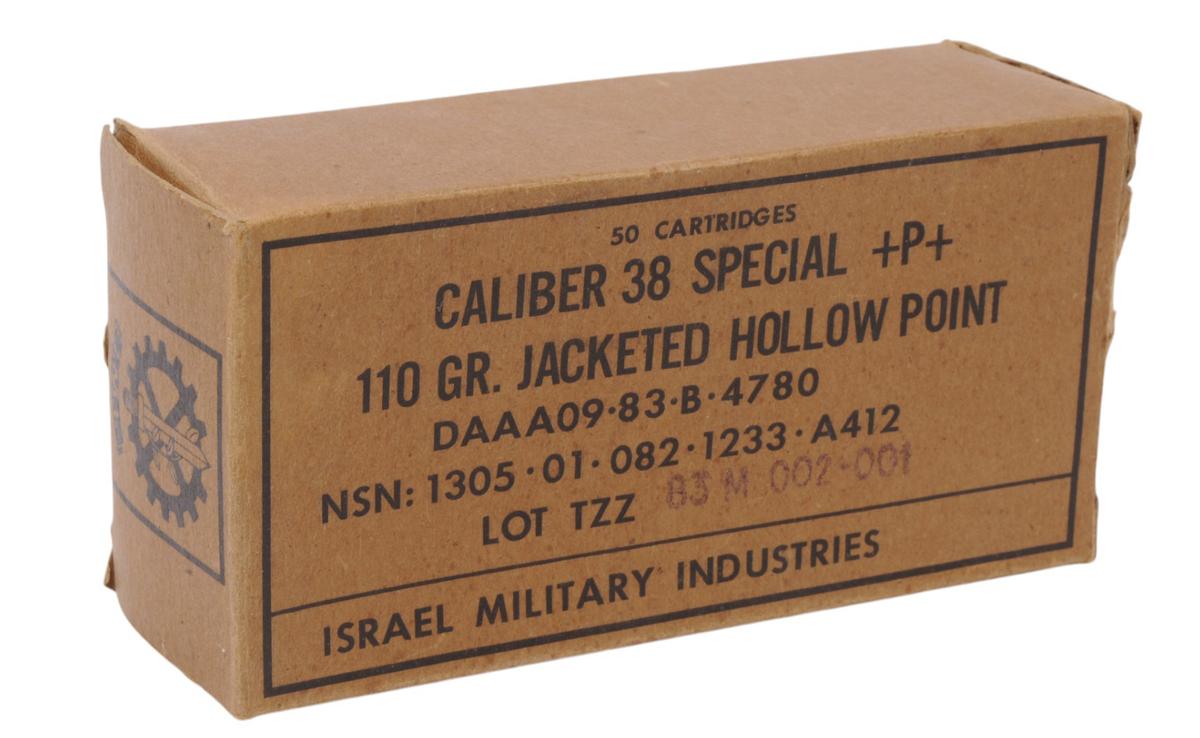 50 CARTRIDGES
CALIBER 38 SPECIAL +P+
110 GR. JACKETED HOLLOW POINT
DAAA09·83·B·4780
NSN: 1305·01·082·1233·A412
LOT TZZ 83 M 002-001
ISRAEL MILITARY INDUSTRIES